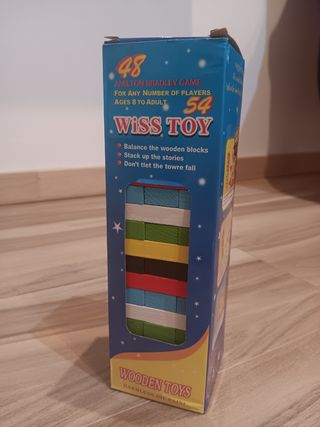 48
A MILTON BRADLEY GAME
FOR ANY NUMBER OF PLAYERS
AGES 8 TO ADULT
54
WiSS TOY
Balance the wooden blocks
Stack up the stories
Don't tlet the towre fall
WOODEN TOYS